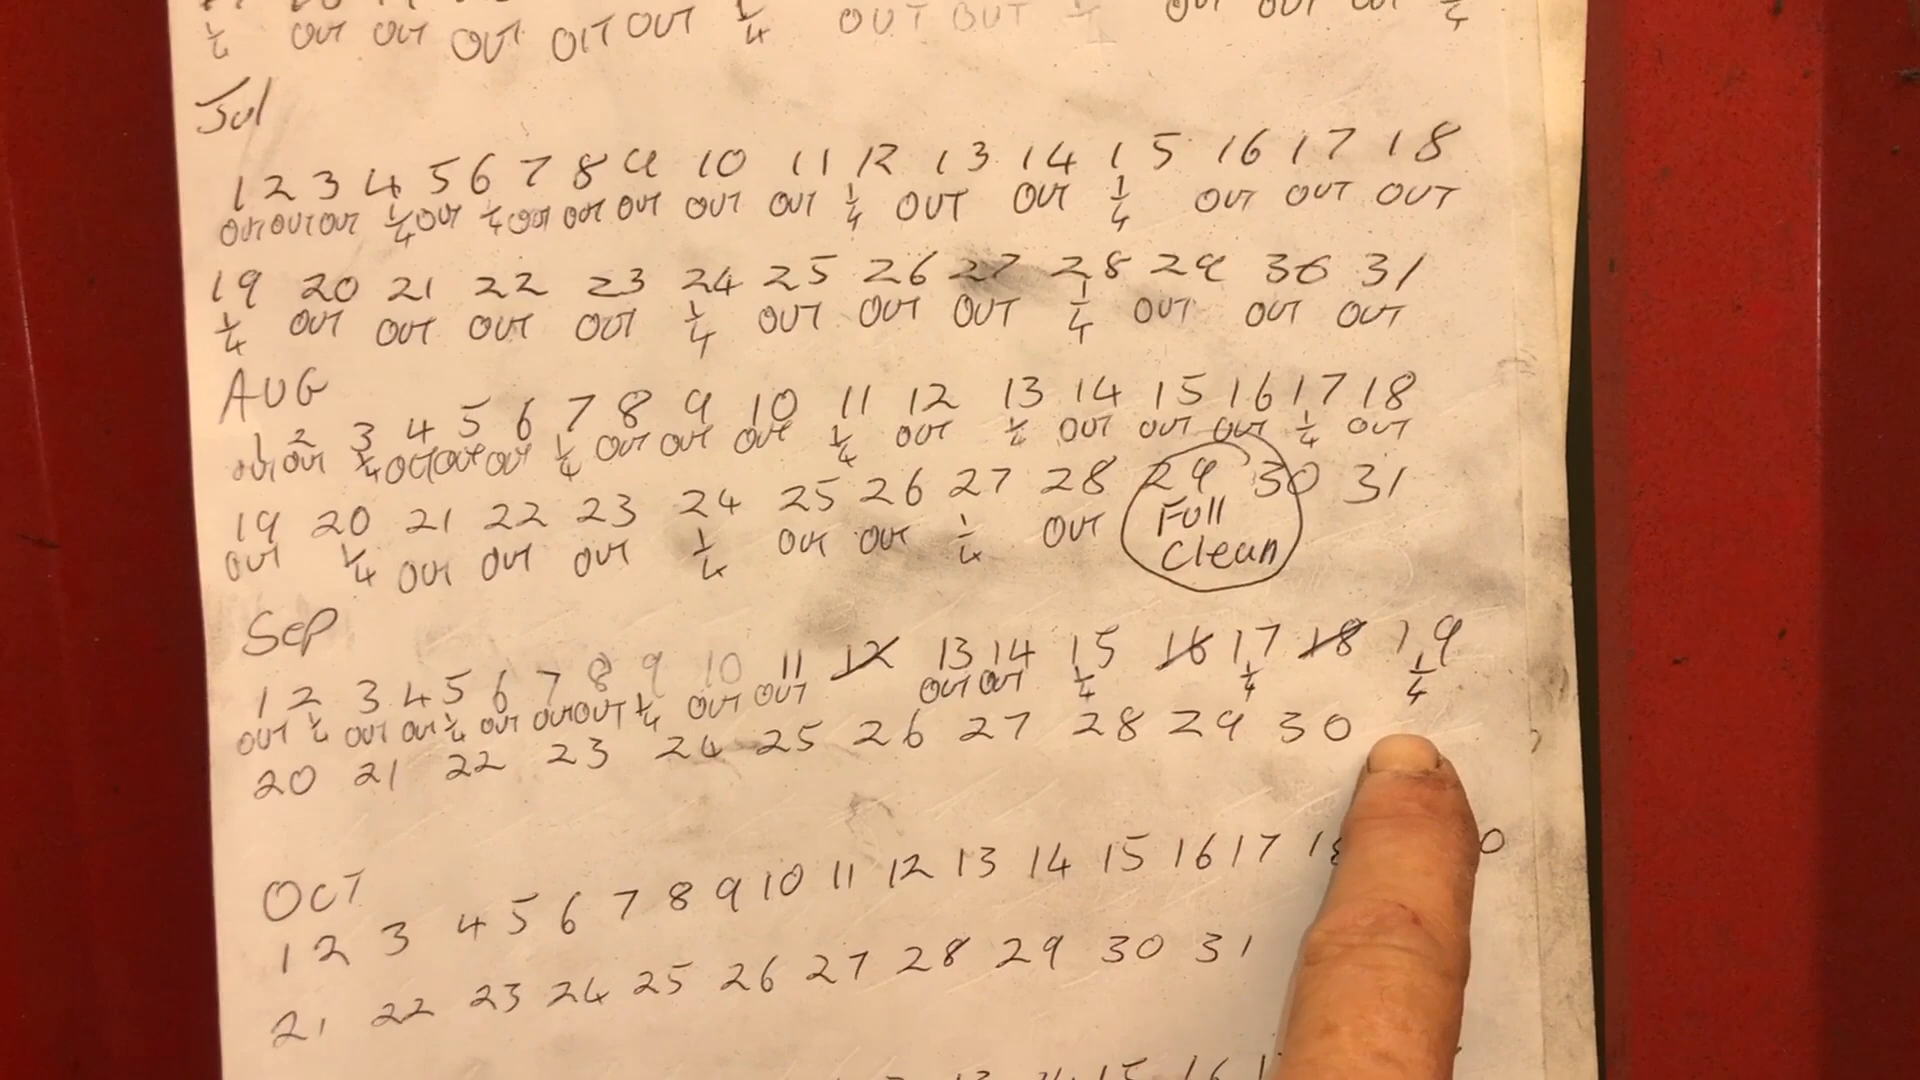 1/4 OUT OUT OUT OUT OUT 1/4 OUT OUT 1/4 OUT OUT OUT 1/4
Jul
1 2 3 4 5 6 7 8 9 10 11 12 13 14 15 16 17 18
OUT OUT OUT 1/4 OUT 1/4 OUT OUT OUT OUT OUT 1/4 OUT OUT 1/4 OUT OUT OUT
19 20 21 22 23 24 25 26 27 28 29 30 31
1/4 OUT OUT OUT OUT 1/4 OUT OUT OUT 1/4 OUT OUT OUT
AUG
1 2 3 4 5 6 7 8 9 10 11 12 13 14 15 16 17 18
OUT OUT 1/4 OUT OUT OUT 1/4 OUT OUT OUT 1/4 OUT 1/4 OUT OUT OUT 1/4 OUT
19 20 21 22 23 24 25 26 27 28 29 30 31
OUT 1/4 OUT OUT OUT 1/4 OUT OUT 1/4 OUT Full
Clean
Sep
1 2 3 4 5 6 7 8 9 10 11 12 13 14 15 16 17 18 19
OUT 1/4 OUT OUT 1/4 OUT OUT OUT 1/4 OUT OUT OUT OUT 1/4 1/4 1/4
20 21 22 23 24 25 26 27 28 29 30
OCT
1 2 3 4 5 6 7 8 9 10 11 12 13 14 15 16 17 18
21 22 23 24 25 26 27 28 29 30 31
13 14 15 16